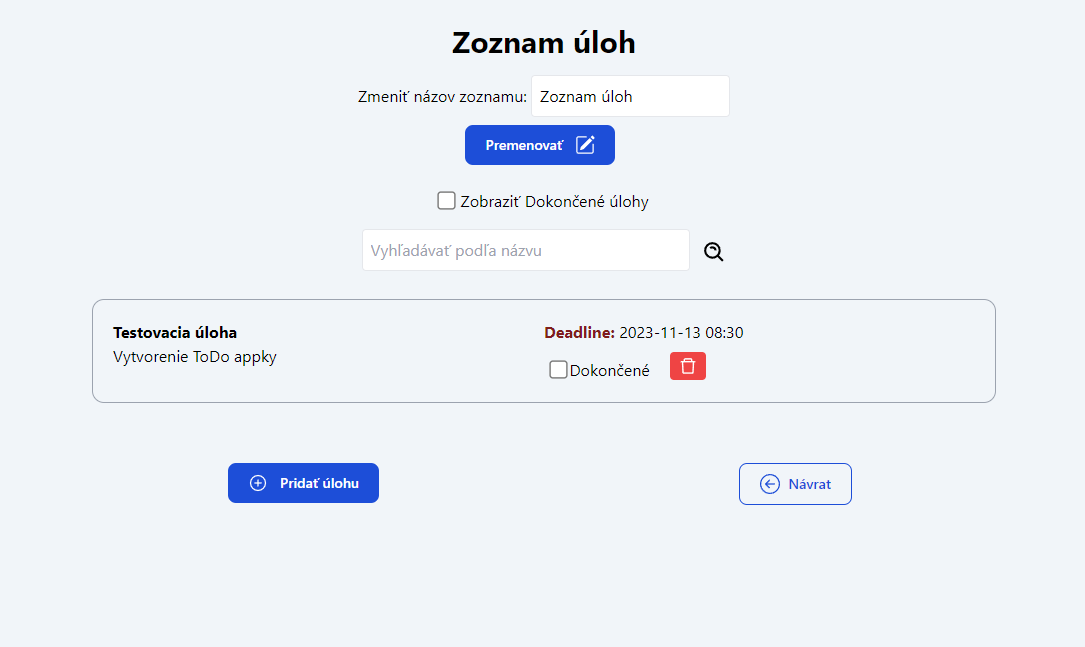 Zoznam úloh
Zmeniť názov zoznamu: Zoznam úloh
Premenovať
Zobraziť Dokončené úlohy
Vyhľadávať podľa názvu
Testovacia úloha
Vytvorenie ToDo appky
Deadline: 2023-11-13 08:30
Dokončené
Pridať úlohu
Návrat